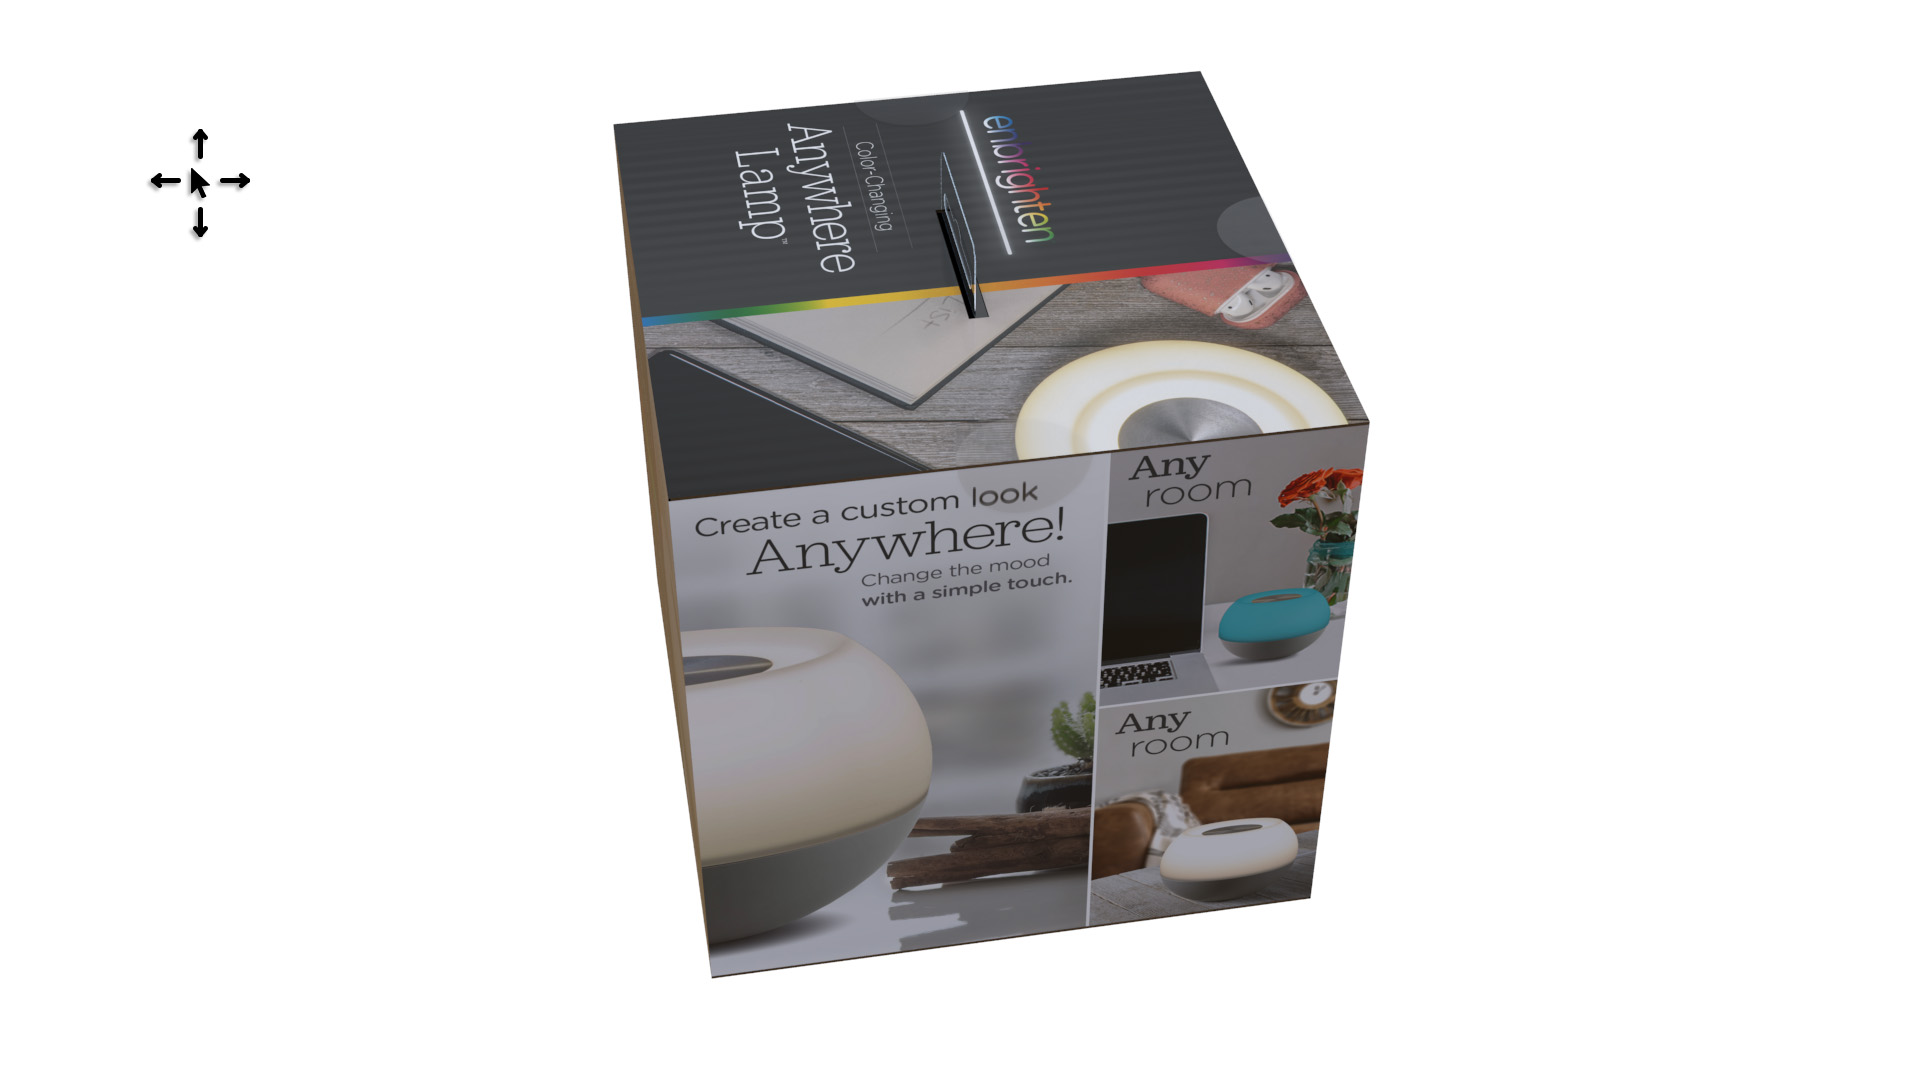 enbrighten
Color-Changing
Anywhere
Lamp™
Create a custom look
Anywhere!
Change the mood
with a simple touch.
Any
room
Any
room